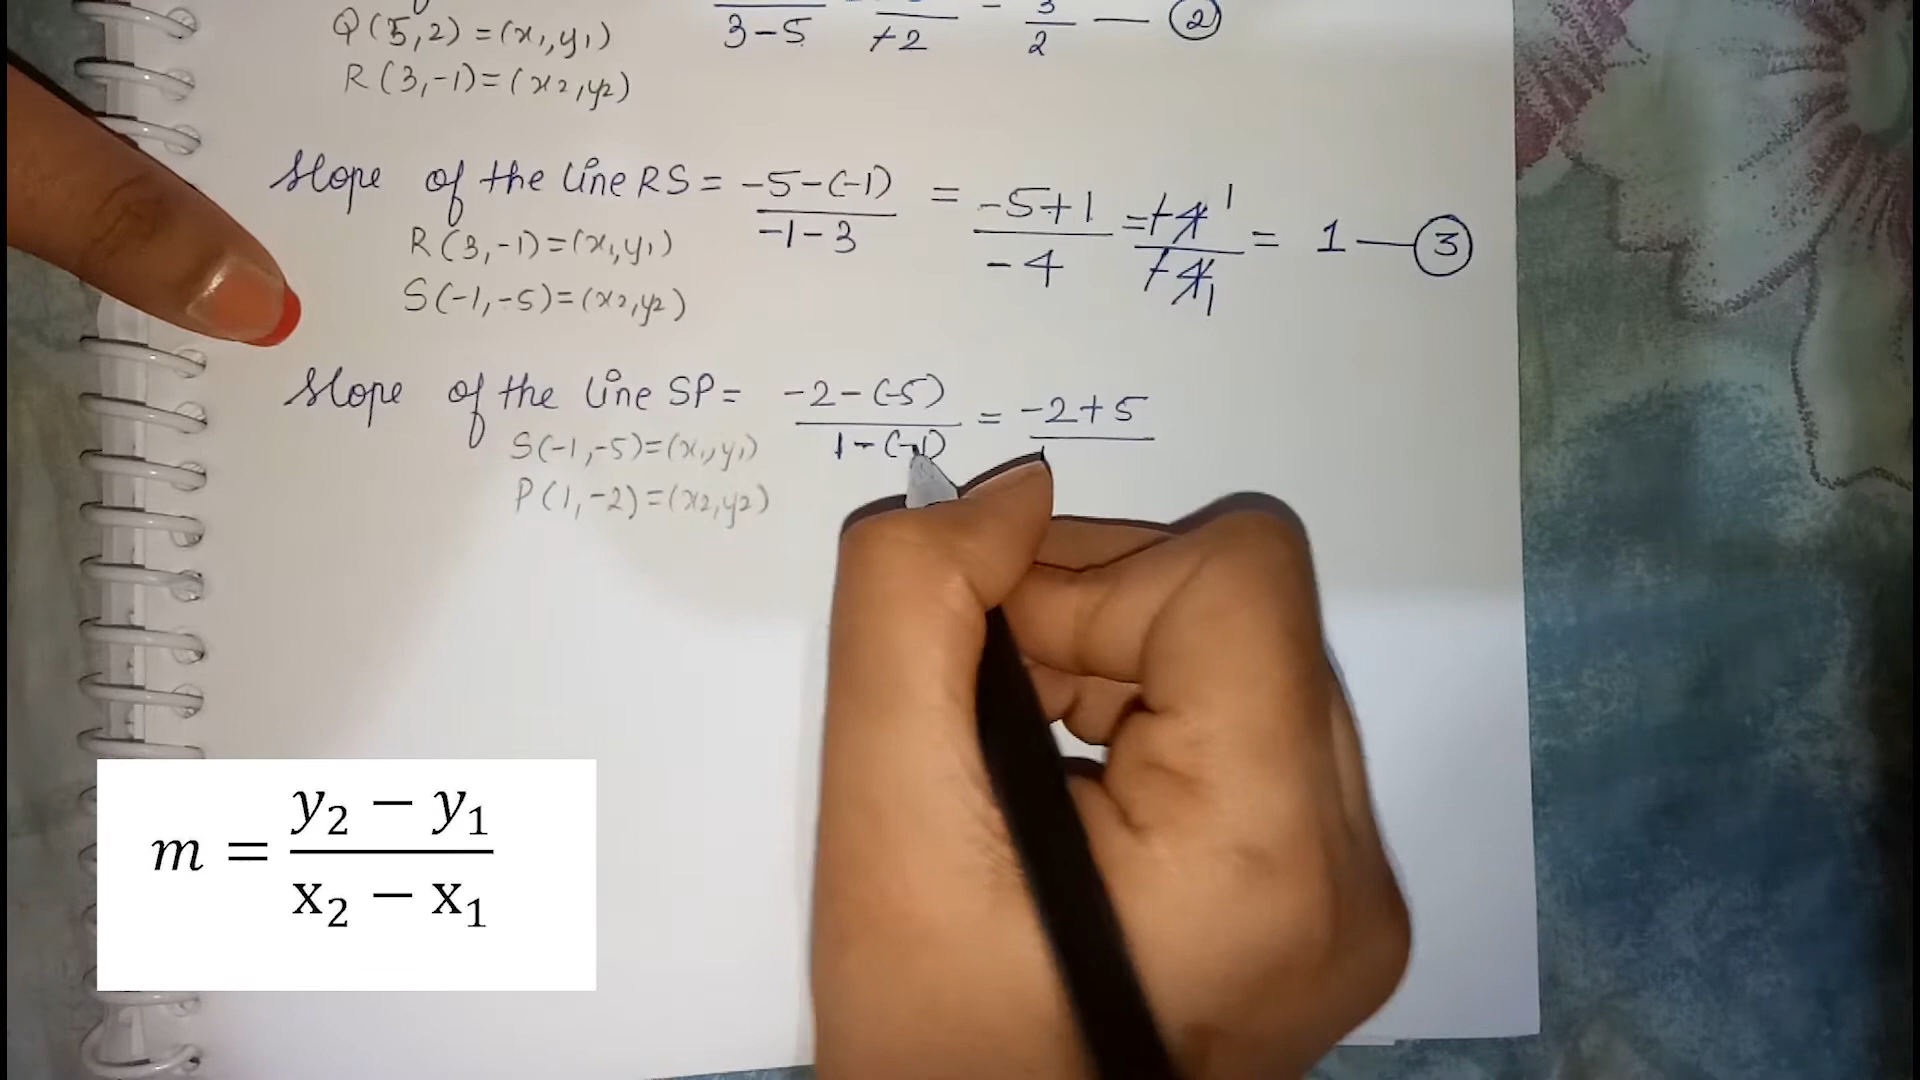 Q(5,2)=(x₁,y₁)
3-5 +2 = 3/2 — ②
R(3,-1)=(x₂,y₂)
Slope of the line RS = -5-(-1)/-1-3 = -5+1/-4 = +4/+4 = 1 — ③
R(3,-1)=(x₁,y₁)
S(-1,-5)=(x₂,y₂)
Slope of the line SP = -2-(-5)/1-(-1) = -2+5
S(-1,-5)=(x₁,y₁)
P(1,-2)=(x₂,y₂)
m = y₂ − y₁/x₂ − x₁